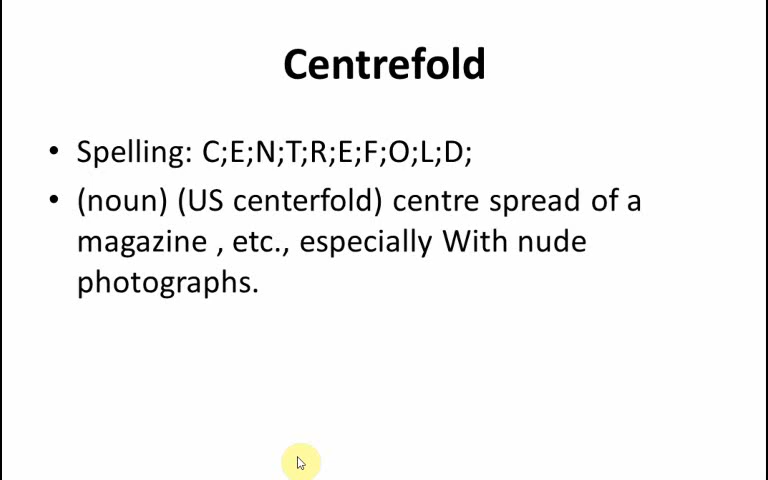 Centrefold
• Spelling: C;E;N;T;R;E;F;O;L;D;
• (noun) (US centerfold) centre spread of a
magazine , etc., especially With nude
photographs.